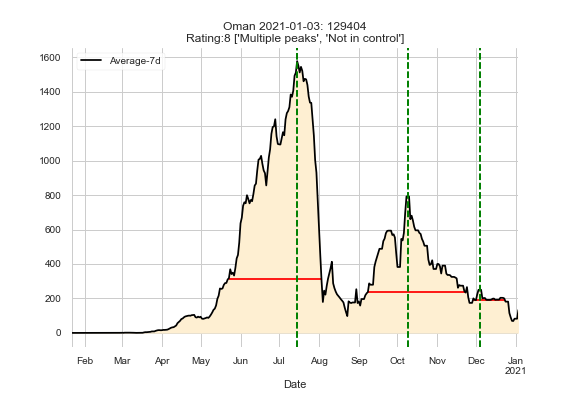 Oman 2021-01-03: 129404
Rating:8 ['Multiple peaks', 'Not in control']
Average-7d
1600
1400
1200
1000
800
600
400
200
0
Feb Mar Apr May Jun Jul Aug Sep Oct Nov Dec Jan
2021
Date